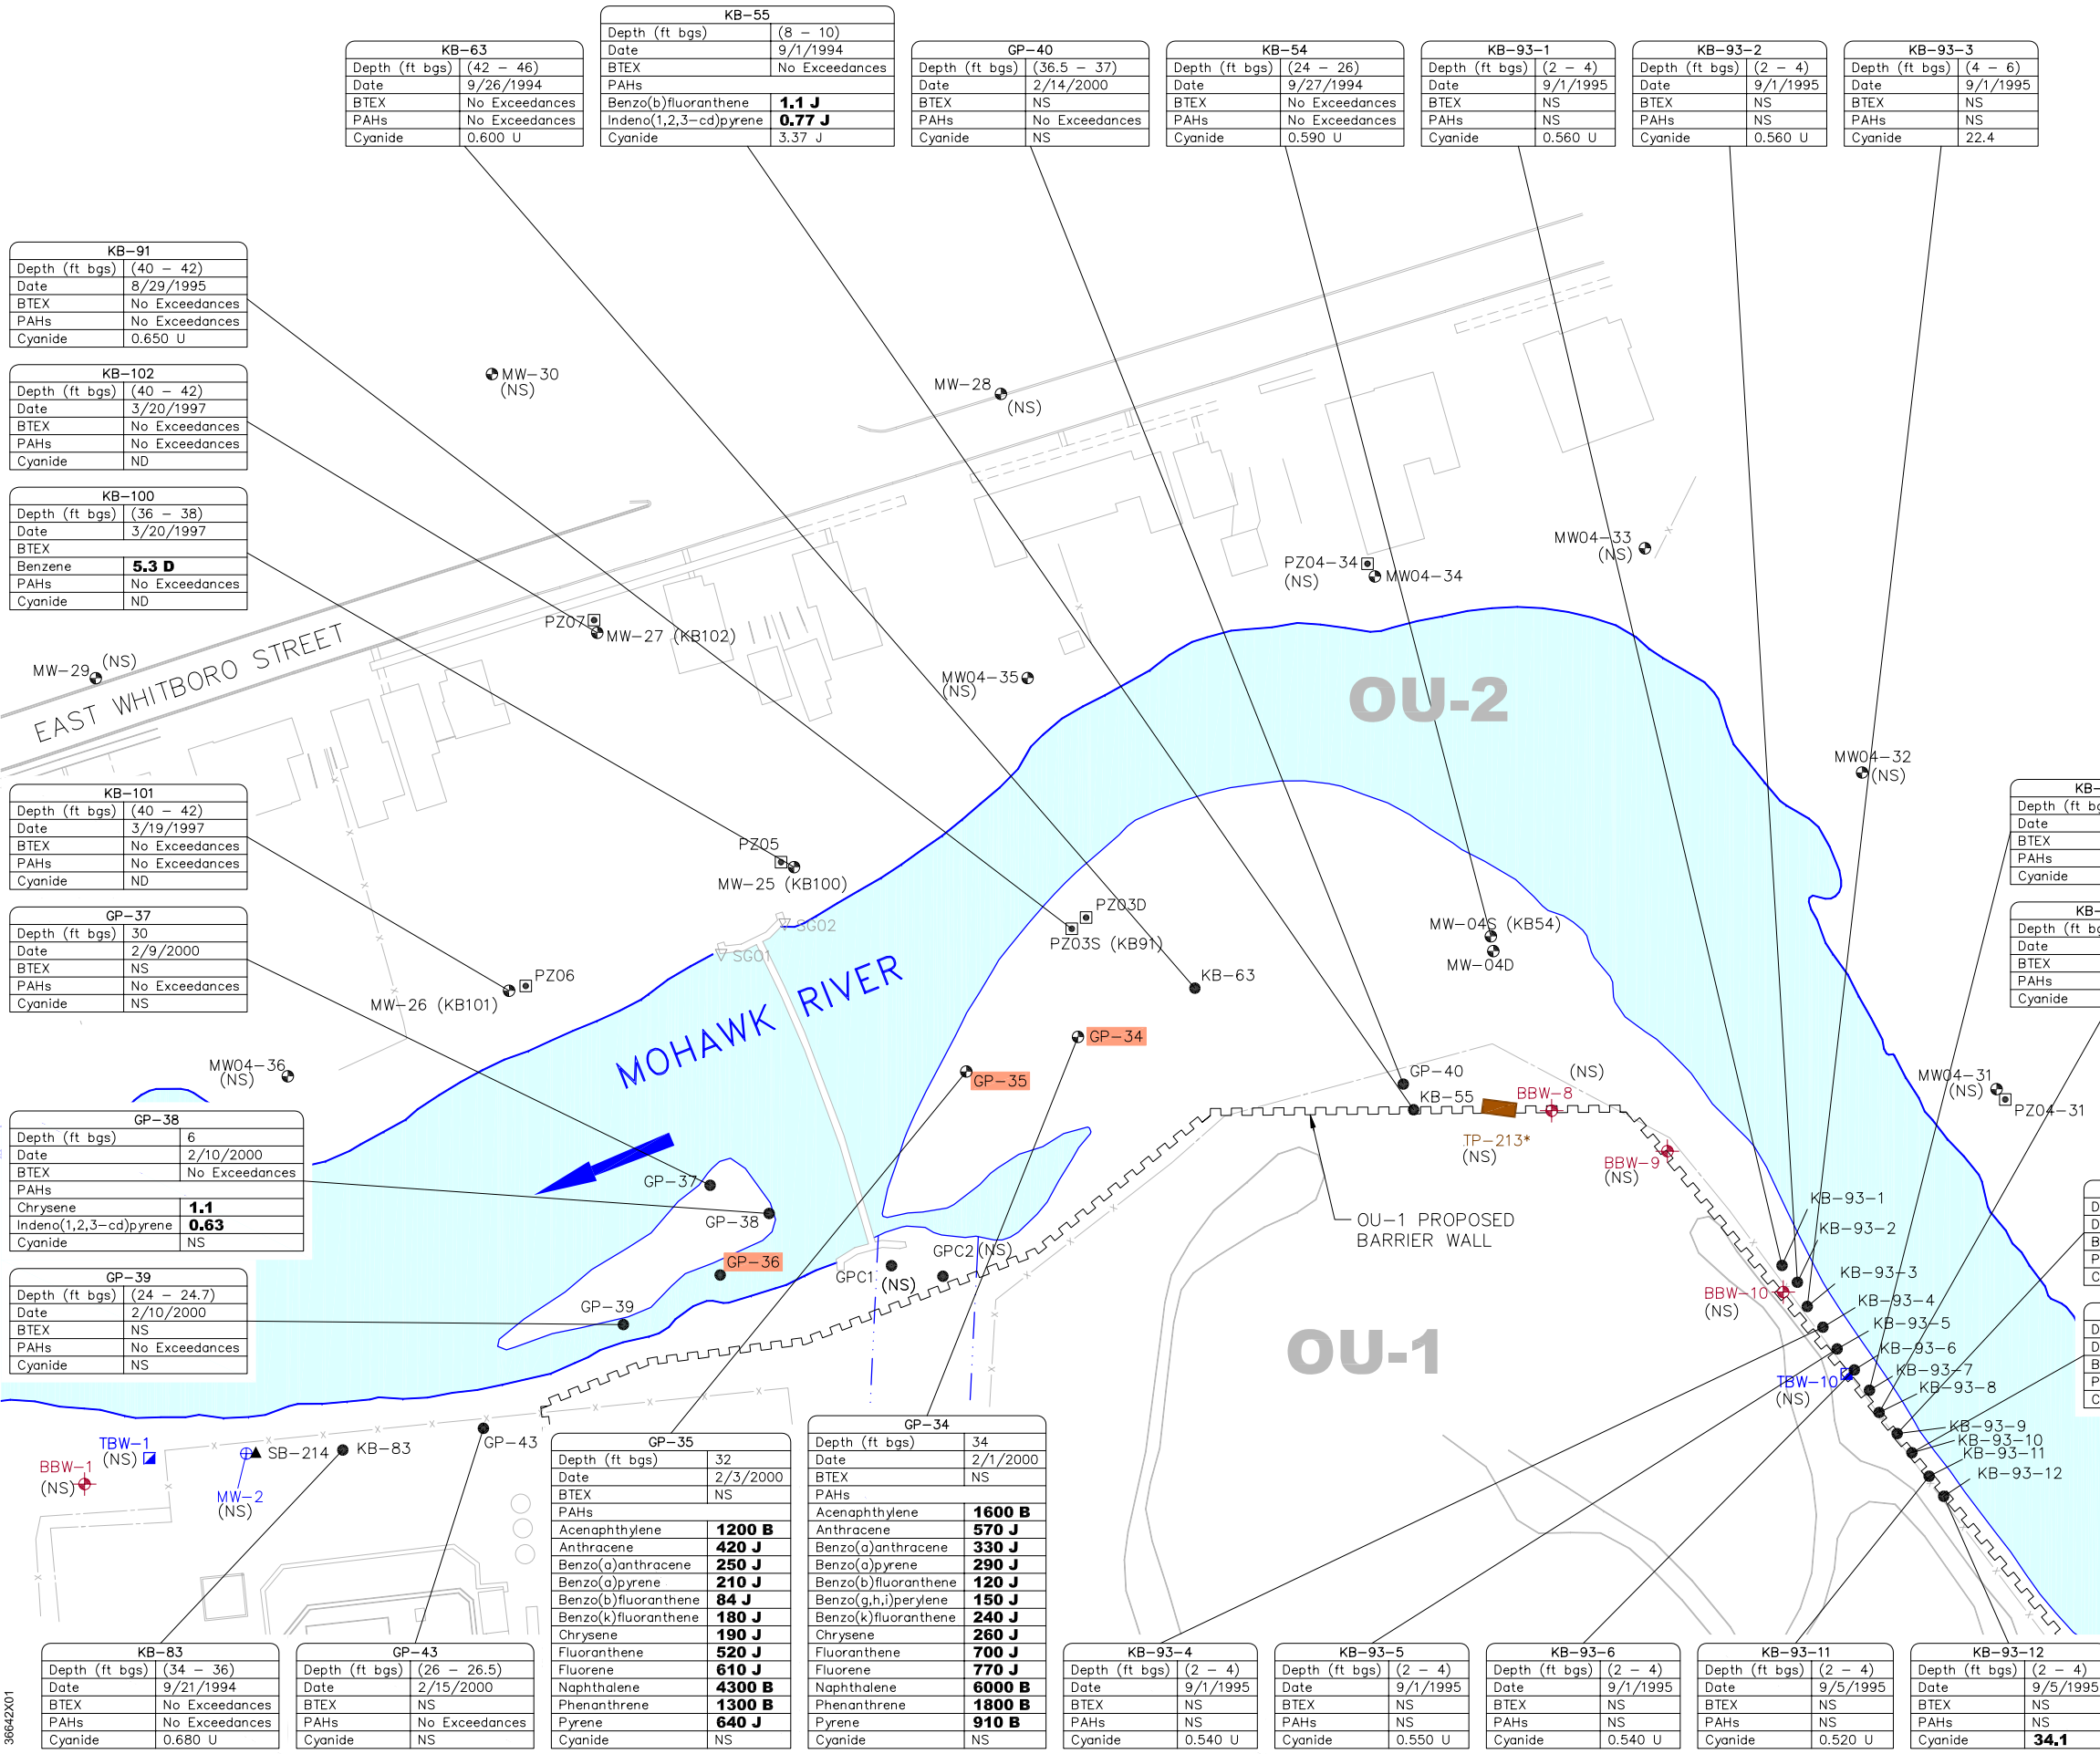 KB-63
Depth (ft bgs) (42 - 46)
Date 9/26/1994
BTEX No Exceedances
PAHs No Exceedances
Cyanide 0.600 U
KB-55
Depth (ft bgs) (8 - 10)
Date 9/1/1994
BTEX No Exceedances
PAHs
Benzo(b)fluoranthene 1.1 J
Indeno(1,2,3-cd)pyrene 0.77 J
Cyanide 3.37 J
GP-40
Depth (ft bgs) (36.5 - 37)
Date 2/14/2000
BTEX NS
PAHs No Exceedances
Cyanide NS
KB-54
Depth (ft bgs) (24 - 26)
Date 9/27/1994
BTEX No Exceedances
PAHs No Exceedances
Cyanide 0.590 U
KB-93-1
Depth (ft bgs) (2 - 4)
Date 9/1/1995
BTEX NS
PAHs NS
Cyanide 0.560 U
KB-93-2
Depth (ft bgs) (2 - 4)
Date 9/1/1995
BTEX NS
PAHs NS
Cyanide 0.560 U
KB-93-3
Depth (ft bgs) (4 - 6)
Date 9/1/1995
BTEX NS
PAHs NS
Cyanide 22.4
KB-91
Depth (ft bgs) (40 - 42)
Date 8/29/1995
BTEX No Exceedances
PAHs No Exceedances
Cyanide 0.650 U
KB-102
Depth (ft bgs) (40 - 42)
Date 3/20/1997
BTEX No Exceedances
PAHs No Exceedances
Cyanide ND
KB-100
Depth (ft bgs) (36 - 38)
Date 3/20/1997
BTEX
Benzene 5.3 D
PAHs No Exceedances
Cyanide ND
MW-30
(NS)
MW-28
(NS)
MW04-33
(NS)
PZ04-34
(NS)
MW04-34
PZ07
MW-27 (KB102)
MW-29 (NS)
EAST WHITBORO STREET
MW04-35
(NS)
OU-2
MW04-32
(NS)
KB-101
Depth (ft bgs) (40 - 42)
Date 3/19/1997
BTEX No Exceedances
PAHs No Exceedances
Cyanide ND
KB-
Depth (ft bg
Date
BTEX
PAHs
Cyanide
PZ05
MW-25 (KB100)
GP-37
Depth (ft bgs) 30
Date 2/9/2000
BTEX NS
PAHs No Exceedances
Cyanide NS
KB-
Depth (ft bg
Date
BTEX
PAHs
Cyanide
SG02
SG01
PZ03D
PZ03S (KB91)
MW-04S (KB54)
MW-04D
KB-63
PZ06
MW-26 (KB101)
MOHAWK RIVER
GP-34
GP-35
MW04-36
(NS)
GP-40
KB-55
(NS)
BBW-8
MW04-31
(NS)
PZ04-31
TP-213*
(NS)
BBW-9
(NS)
GP-38
Depth (ft bgs) 6
Date 2/10/2000
BTEX No Exceedances
PAHs
Chrysene 1.1
Indeno(1,2,3-cd)pyrene 0.63
Cyanide NS
GP-37
GP-38
GP-36
GP-39
GPC1
(NS)
GPC2 (NS)
OU-1 PROPOSED
BARRIER WALL
OU-1
KB-93-1
KB-93-2
KB-93-3
KB-93-4
KB-93-5
KB-93-6
KB-93-7
KB-93-8
KB-93-9
KB-93-10
KB-93-11
KB-93-12
BBW-10
(NS)
TBW-10
(NS)
D
D
B
P
C
D
D
B
P
C
GP-39
Depth (ft bgs) (24 - 24.7)
Date 2/10/2000
BTEX NS
PAHs No Exceedances
Cyanide NS
TBW-1
(NS)
BBW-1
(NS)
SB-214
MW-2
(NS)
KB-83
GP-43
GP-35
Depth (ft bgs) 32
Date 2/3/2000
BTEX NS
PAHs
Acenaphthylene 1200 B
Anthracene 420 J
Benzo(a)anthracene 250 J
Benzo(a)pyrene 210 J
Benzo(b)fluoranthene 84 J
Benzo(k)fluoranthene 180 J
Chrysene 190 J
Fluoranthene 520 J
Fluorene 610 J
Naphthalene 4300 B
Phenanthrene 1300 B
Pyrene 640 J
Cyanide NS
GP-34
Depth (ft bgs) 34
Date 2/1/2000
BTEX NS
PAHs
Acenaphthylene 1600 B
Anthracene 570 J
Benzo(a)anthracene 330 J
Benzo(a)pyrene 290 J
Benzo(b)fluoranthene 120 J
Benzo(g,h,i)perylene 150 J
Benzo(k)fluoranthene 240 J
Chrysene 260 J
Fluoranthene 700 J
Fluorene 770 J
Naphthalene 6000 B
Phenanthrene 1800 B
Pyrene 910 B
Cyanide NS
KB-83
Depth (ft bgs) (34 - 36)
Date 9/21/1994
BTEX No Exceedances
PAHs No Exceedances
Cyanide 0.680 U
GP-43
Depth (ft bgs) (26 - 26.5)
Date 2/15/2000
BTEX NS
PAHs No Exceedances
Cyanide NS
KB-93-4
Depth (ft bgs) (2 - 4)
Date 9/1/1995
BTEX NS
PAHs NS
Cyanide 0.540 U
KB-93-5
Depth (ft bgs) (2 - 4)
Date 9/1/1995
BTEX NS
PAHs NS
Cyanide 0.550 U
KB-93-6
Depth (ft bgs) (2 - 4)
Date 9/1/1995
BTEX NS
PAHs NS
Cyanide 0.540 U
KB-93-11
Depth (ft bgs) (2 - 4)
Date 9/5/1995
BTEX NS
PAHs NS
Cyanide 0.520 U
KB-93-12
Depth (ft bgs) (2 - 4)
Date 9/5/1995
BTEX NS
PAHs NS
Cyanide 34.1
36642X01